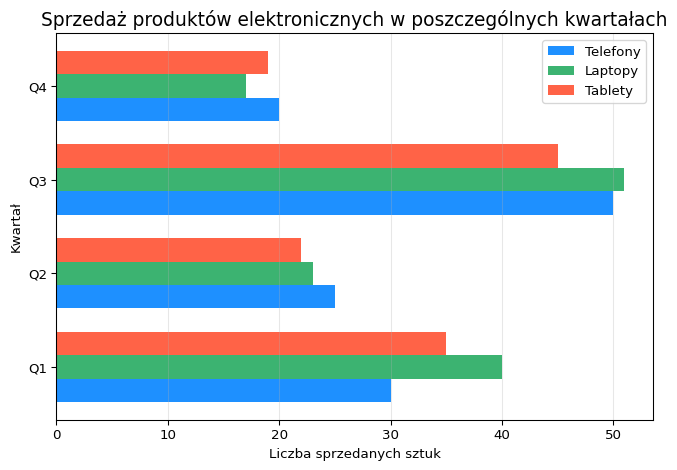 Sprzedaż produktów elektronicznych w poszczególnych kwartałach
Telefony
Laptopy
Tablety
Kwartał
Q4
Q3
Q2
Q1
0 10 20 30 40 50
Liczba sprzedanych sztuk